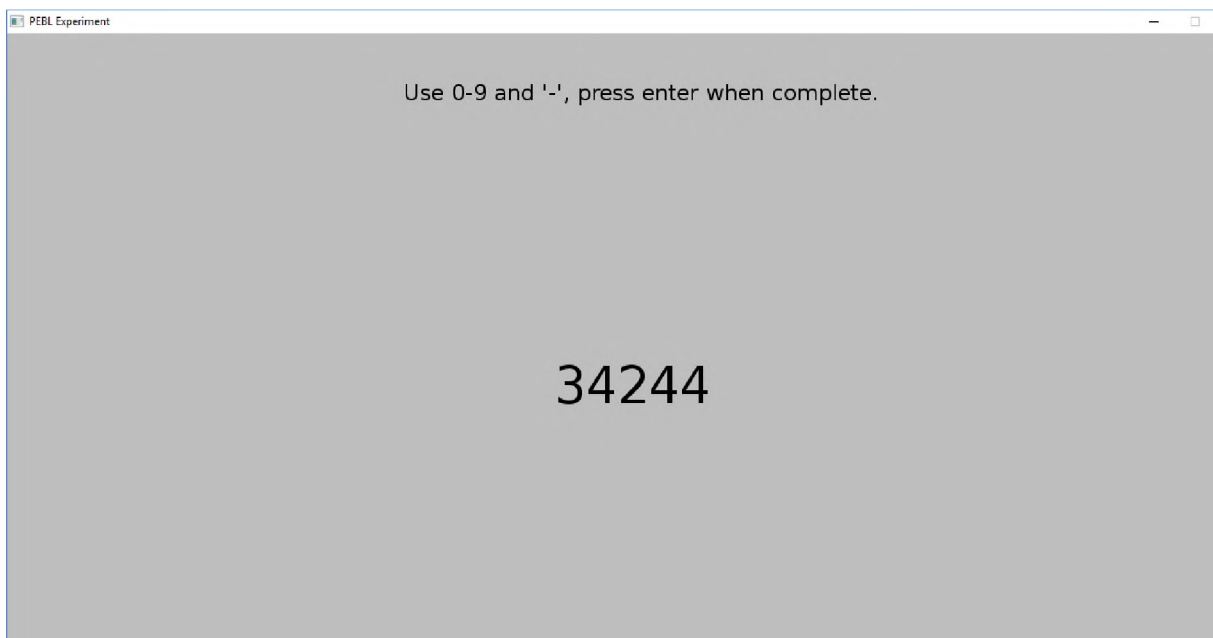 PEBL Experiment
Use 0-9 and '-', press enter when complete.
34244